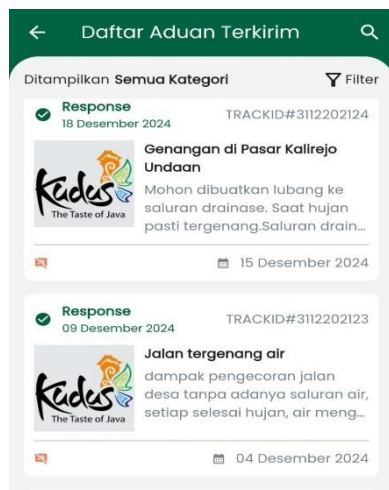 Daftar Aduan Terkirim
Ditampilkan Semua Kategori
Filter
Response
18 Desember 2024
TRACKID#3112202124
Kudus
The Taste of Java
Genangan di Pasar Kalirejo
Undaan
Mohon dibuatkan lubang ke
saluran drainase. Saat hujan
pasti tergenang.Saluran drain...
15 Desember 2024
Response
09 Desember 2024
TRACKID#3112202123
Kudus
The Taste of Java
Jalan tergenang air
dampak pengecoran jalan
desa tanpa adanya saluran air,
setiap selesai hujan, air meng...
04 Desember 2024